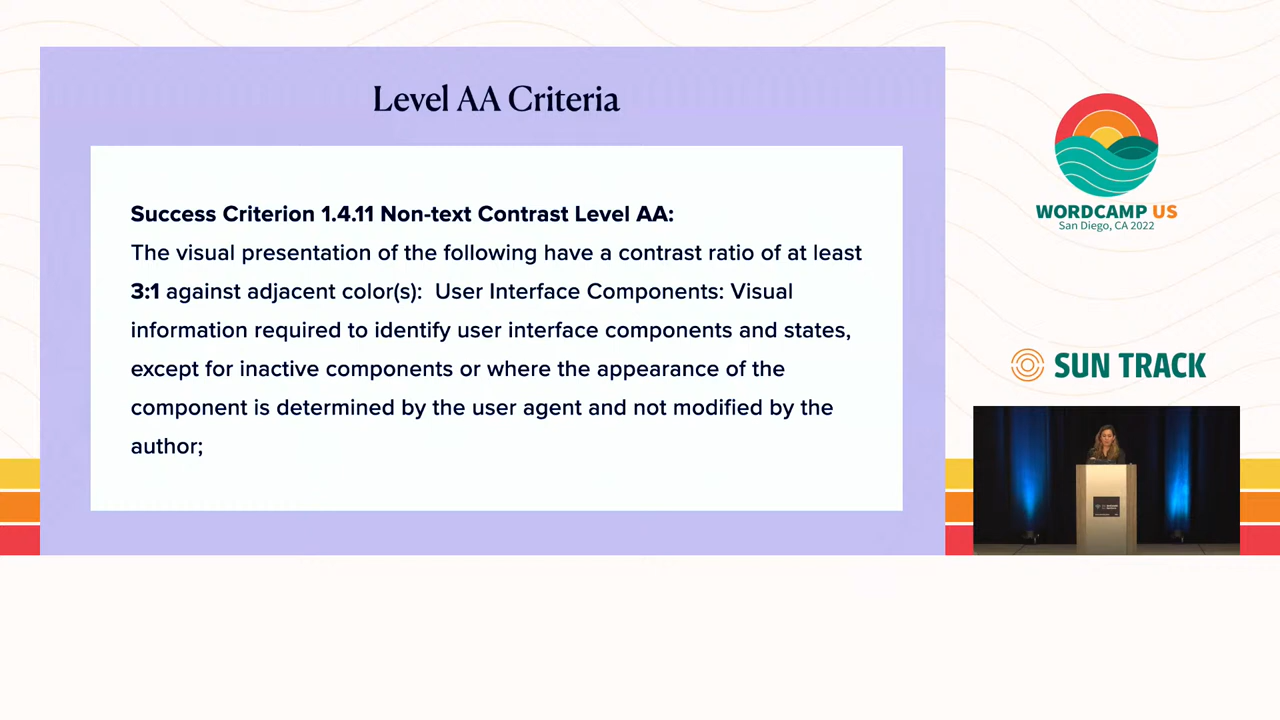 Level AA Criteria
Success Criterion 1.4.11 Non-text Contrast Level AA:
The visual presentation of the following have a contrast ratio of at least
3:1 against adjacent color(s):  User Interface Components: Visual
information required to identify user interface components and states,
except for inactive components or where the appearance of the
component is determined by the user agent and not modified by the
author;
WORDCAMP US
San Diego, CA 2022
SUN TRACK